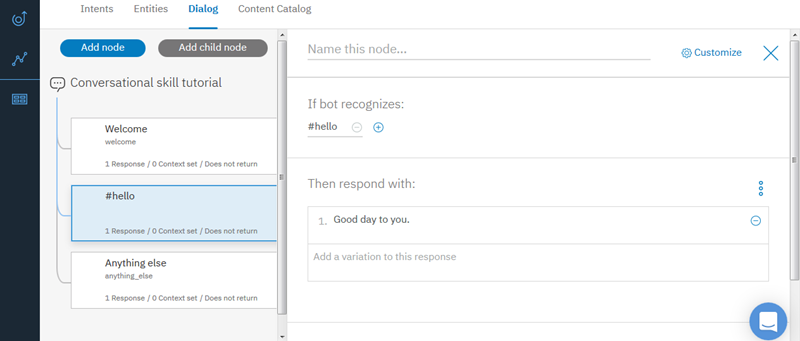 Intents Entities Dialog Content Catalog
Add node Add child node
Conversational skill tutorial
Welcome
welcome
1 Response / 0 Context set / Does not return
#hello
1 Response / 0 Context set / Does not return
Anything else
anything_else
1 Response / 0 Context set / Does not return
Name this node...
Customize
If bot recognizes:
#hello
Then respond with:
1. Good day to you.
Add a variation to this response